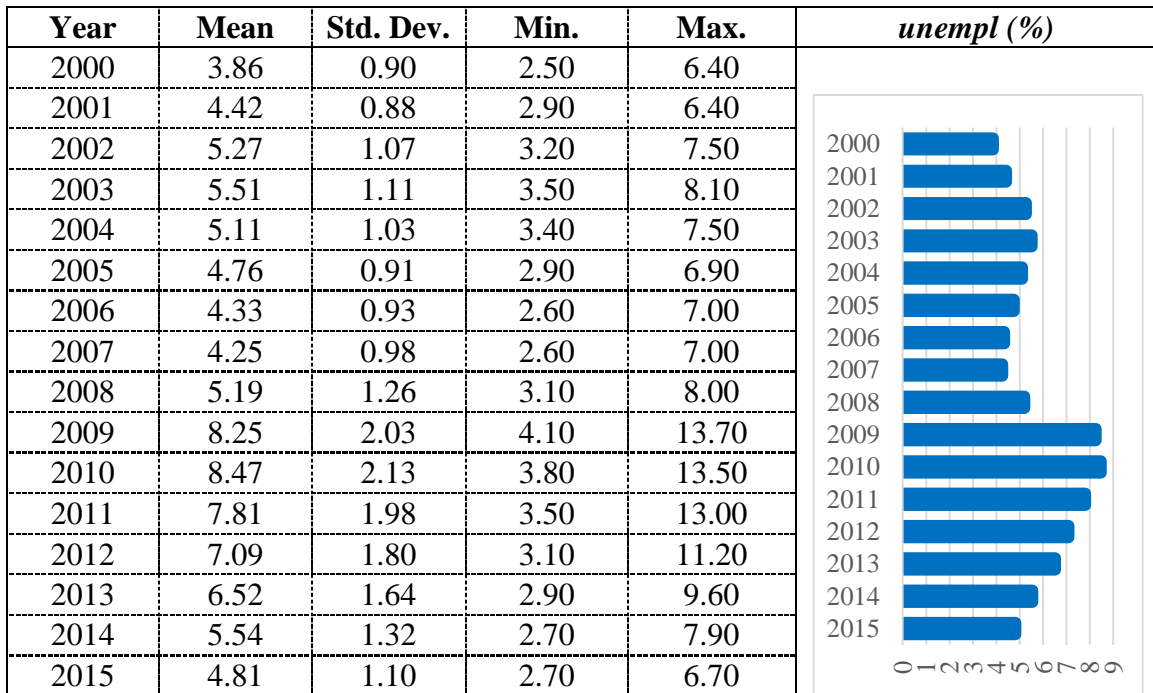 Year Mean Std. Dev. Min. Max. unempl (%)
2000 3.86 0.90 2.50 6.40
2001 4.42 0.88 2.90 6.40
2002 5.27 1.07 3.20 7.50
2003 5.51 1.11 3.50 8.10
2004 5.11 1.03 3.40 7.50
2005 4.76 0.91 2.90 6.90
2006 4.33 0.93 2.60 7.00
2007 4.25 0.98 2.60 7.00
2008 5.19 1.26 3.10 8.00
2009 8.25 2.03 4.10 13.70
2010 8.47 2.13 3.80 13.50
2011 7.81 1.98 3.50 13.00
2012 7.09 1.80 3.10 11.20
2013 6.52 1.64 2.90 9.60
2014 5.54 1.32 2.70 7.90
2015 4.81 1.10 2.70 6.70
2000
2001
2002
2003
2004
2005
2006
2007
2008
2009
2010
2011
2012
2013
2014
2015
0 1 2 3 4 5 6 7 8 9